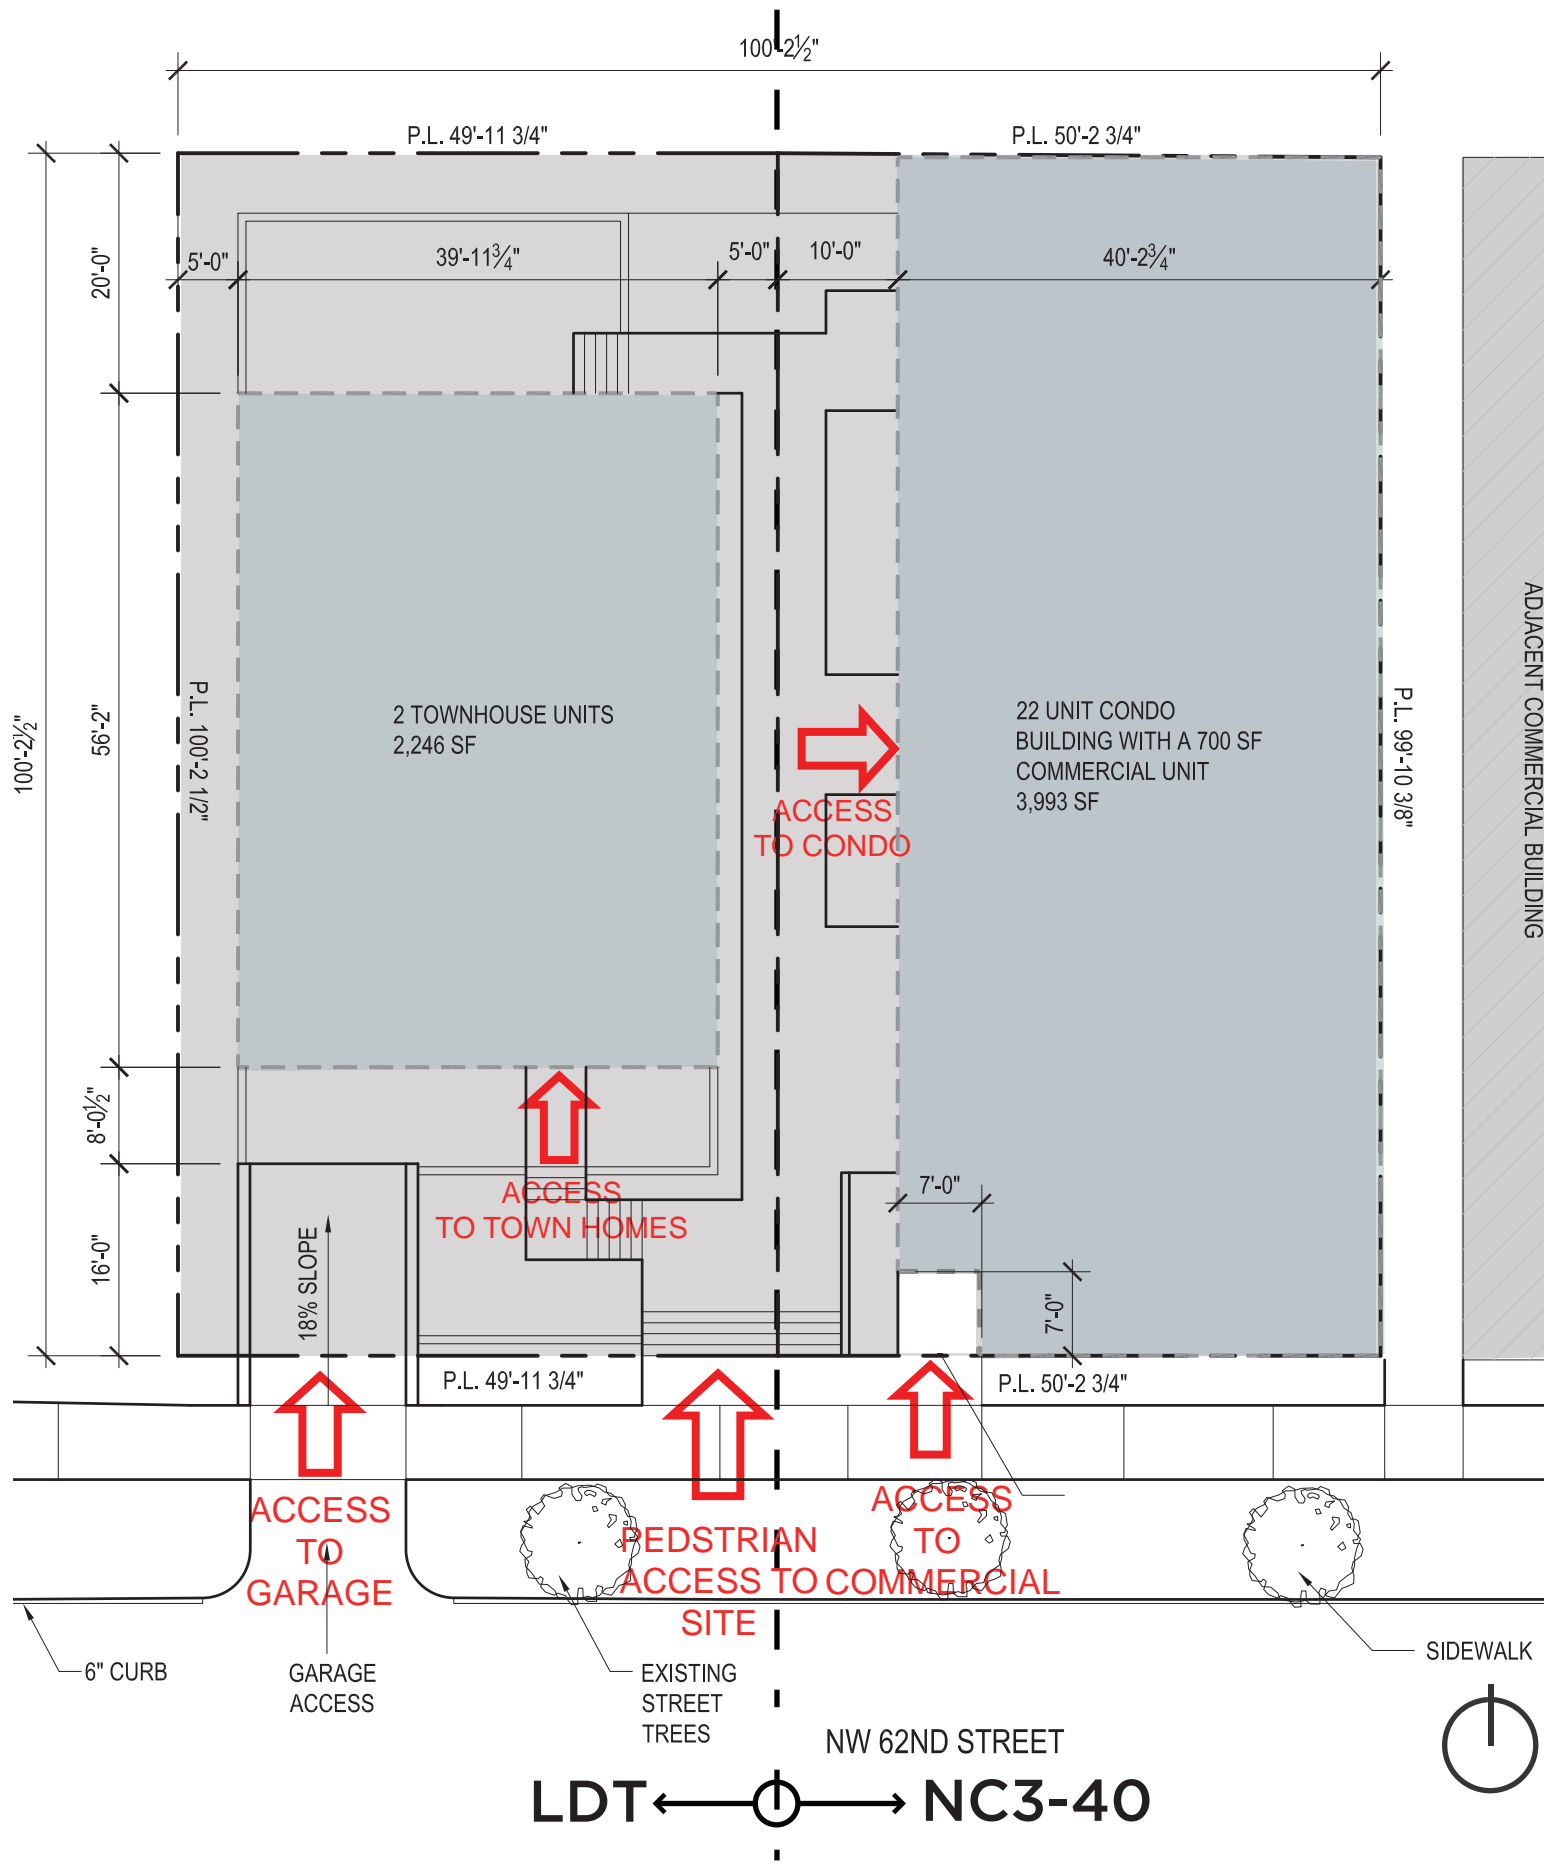 100'-2½"
P.L. 49'-11 3/4"
P.L. 50'-2 3/4"
5'-0"
39'-11¾"
5'-0"
10'-0"
40'-2¾"
20'-0"
56'-2"
100'-2½"
P.L. 100'-2 1/2"
2 TOWNHOUSE UNITS
2,246 SF
22 UNIT CONDO
BUILDING WITH A 700 SF
COMMERCIAL UNIT
3,993 SF
P.L. 99'-10 3/8"
ADJACENT COMMERCIAL BUILDING
ACCESS
TO CONDO
8'-0½"
16'-0"
ACCESS
TO TOWN HOMES
18% SLOPE
7'-0"
7'-0"
P.L. 49'-11 3/4"
P.L. 50'-2 3/4"
ACCESS
TO
GARAGE
PEDSTRIAN
ACCESS TO
SITE
ACCESS
TO
COMMERCIAL
6" CURB
GARAGE
ACCESS
EXISTING
STREET
TREES
SIDEWALK
NW 62ND STREET
LDT
NC3-40